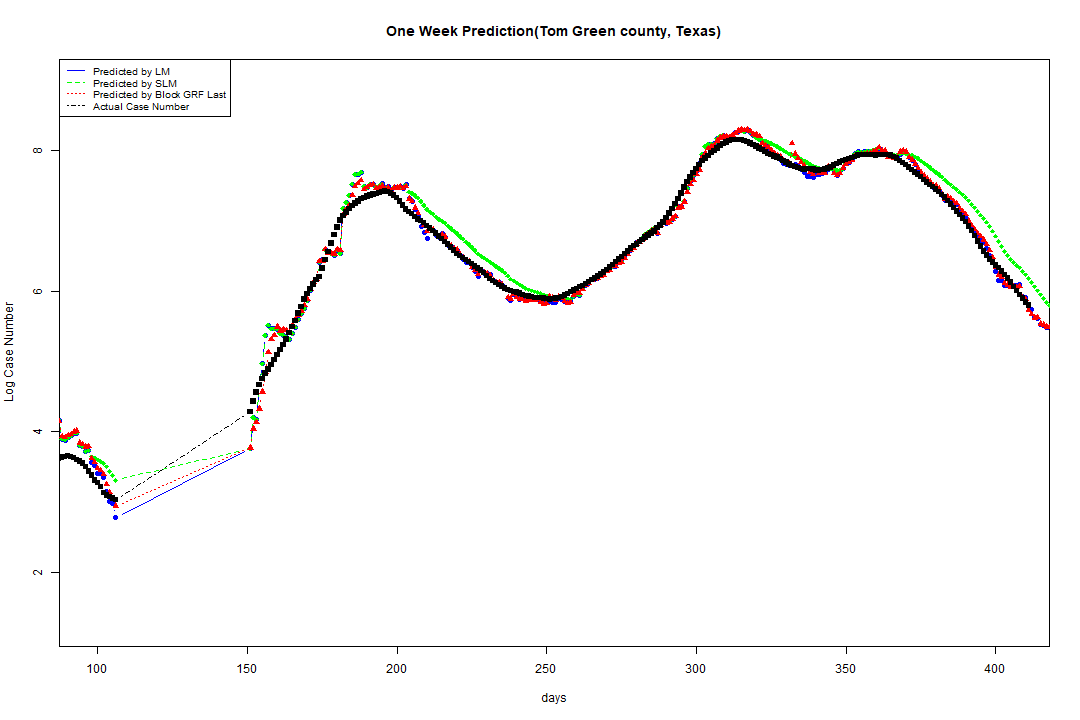 One Week Prediction(Tom Green county, Texas)
Predicted by LM
Predicted by SLM
Predicted by Block GRF Last
Actual Case Number
8
6
4
2
Log Case Number
100 150 200 250 300 350 400
days